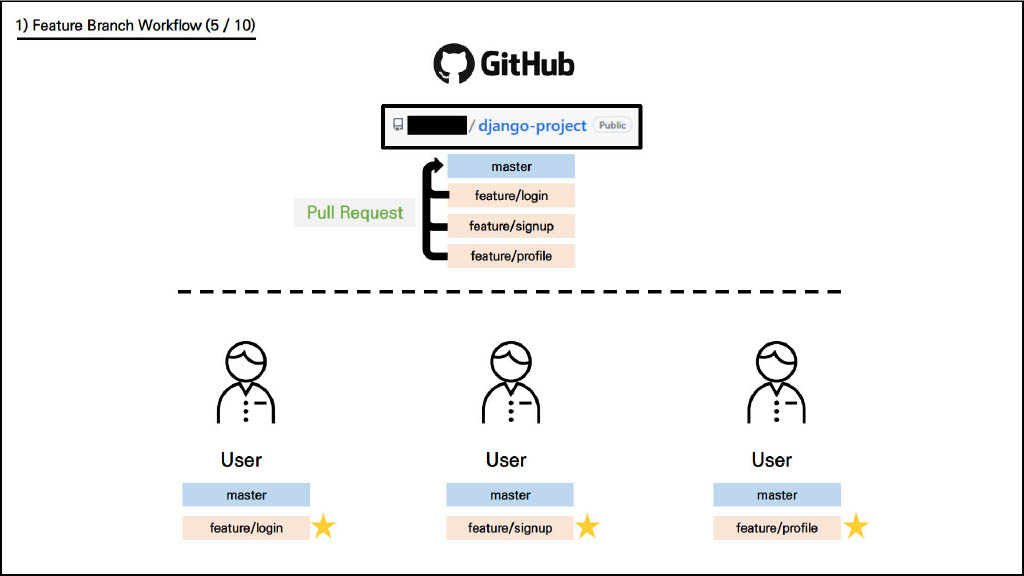 1) Feature Branch Workflow (5 / 10)
GitHub
/ django-project Public
master
feature/login
Pull Request
feature/signup
feature/profile
User User User
master master master
feature/login feature/signup feature/profile